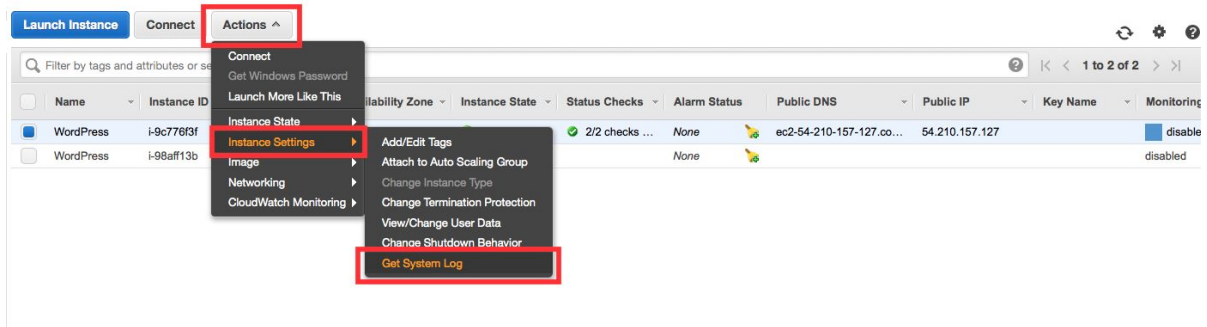 Launch Instance Connect Actions
Filter by tags and attributes or se 1 to 2 of 2
Name Instance ID ilability Zone Instance State Status Checks Alarm Status Public DNS Public IP Key Name Monitoring
WordPress i-9c776f3f 2/2 checks ... None ec2-54-210-157-127.co... 54.210.157.127 disable
WordPress i-98aff13b None disabled
Connect
Get Windows Password
Launch More Like This
Instance State
Instance Settings
Image
Networking
CloudWatch Monitoring
Add/Edit Tags
Attach to Auto Scaling Group
Change Instance Type
Change Termination Protection
View/Change User Data
Change Shutdown Behavior
Get System Log